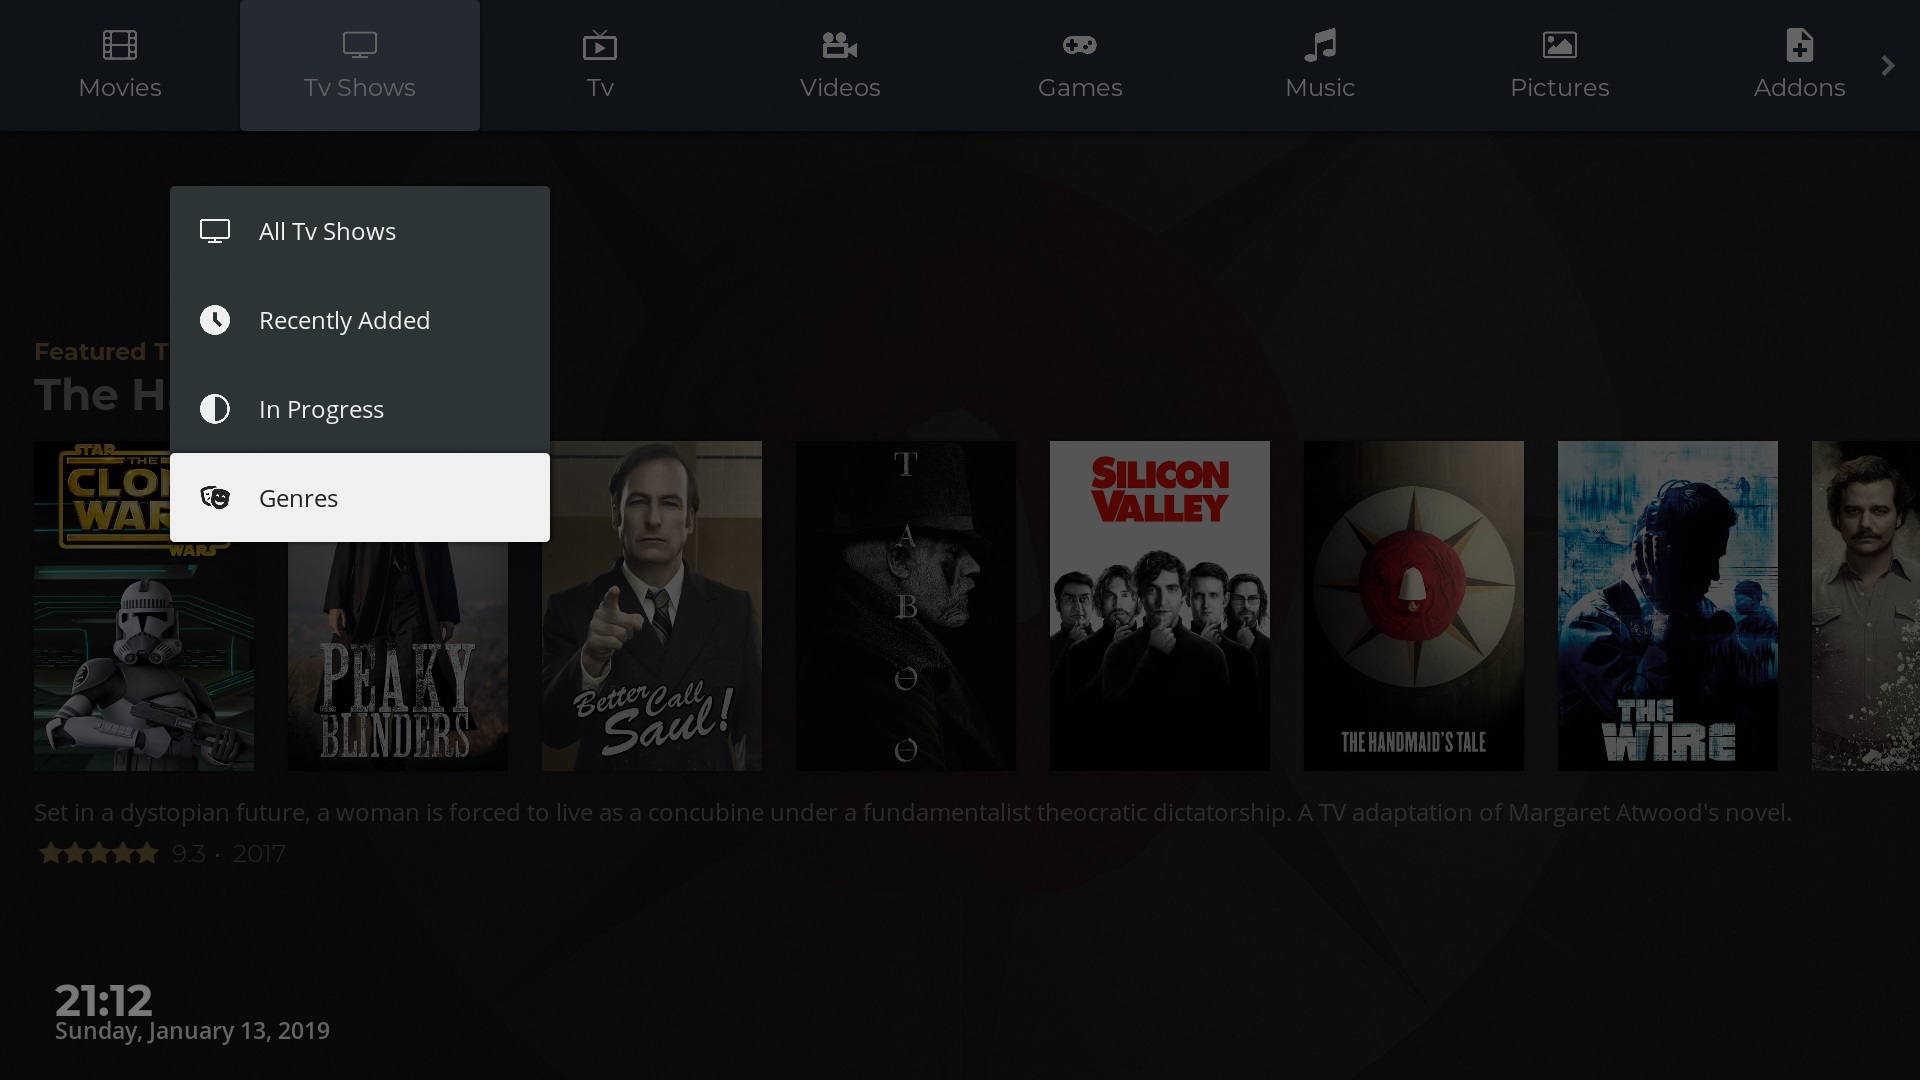 Movies
Tv Shows
Tv
Videos
Games
Music
Pictures
Addons
All Tv Shows
Recently Added
In Progress
Genres
Featured T
The H
STAR
THE
CLO
WAR
WARS
PEAKY
BLINDERS
Better Call
Saul!
T
A
B
SILICON
VALLEY
THE HANDMAID'S TALE
THE
WIRE
Set in a dystopian future, a woman is forced to live as a concubine under a fundamentalist theocratic dictatorship. A TV adaptation of Margaret Atwood's novel.
9.3 • 2017
21:12
Sunday, January 13, 2019